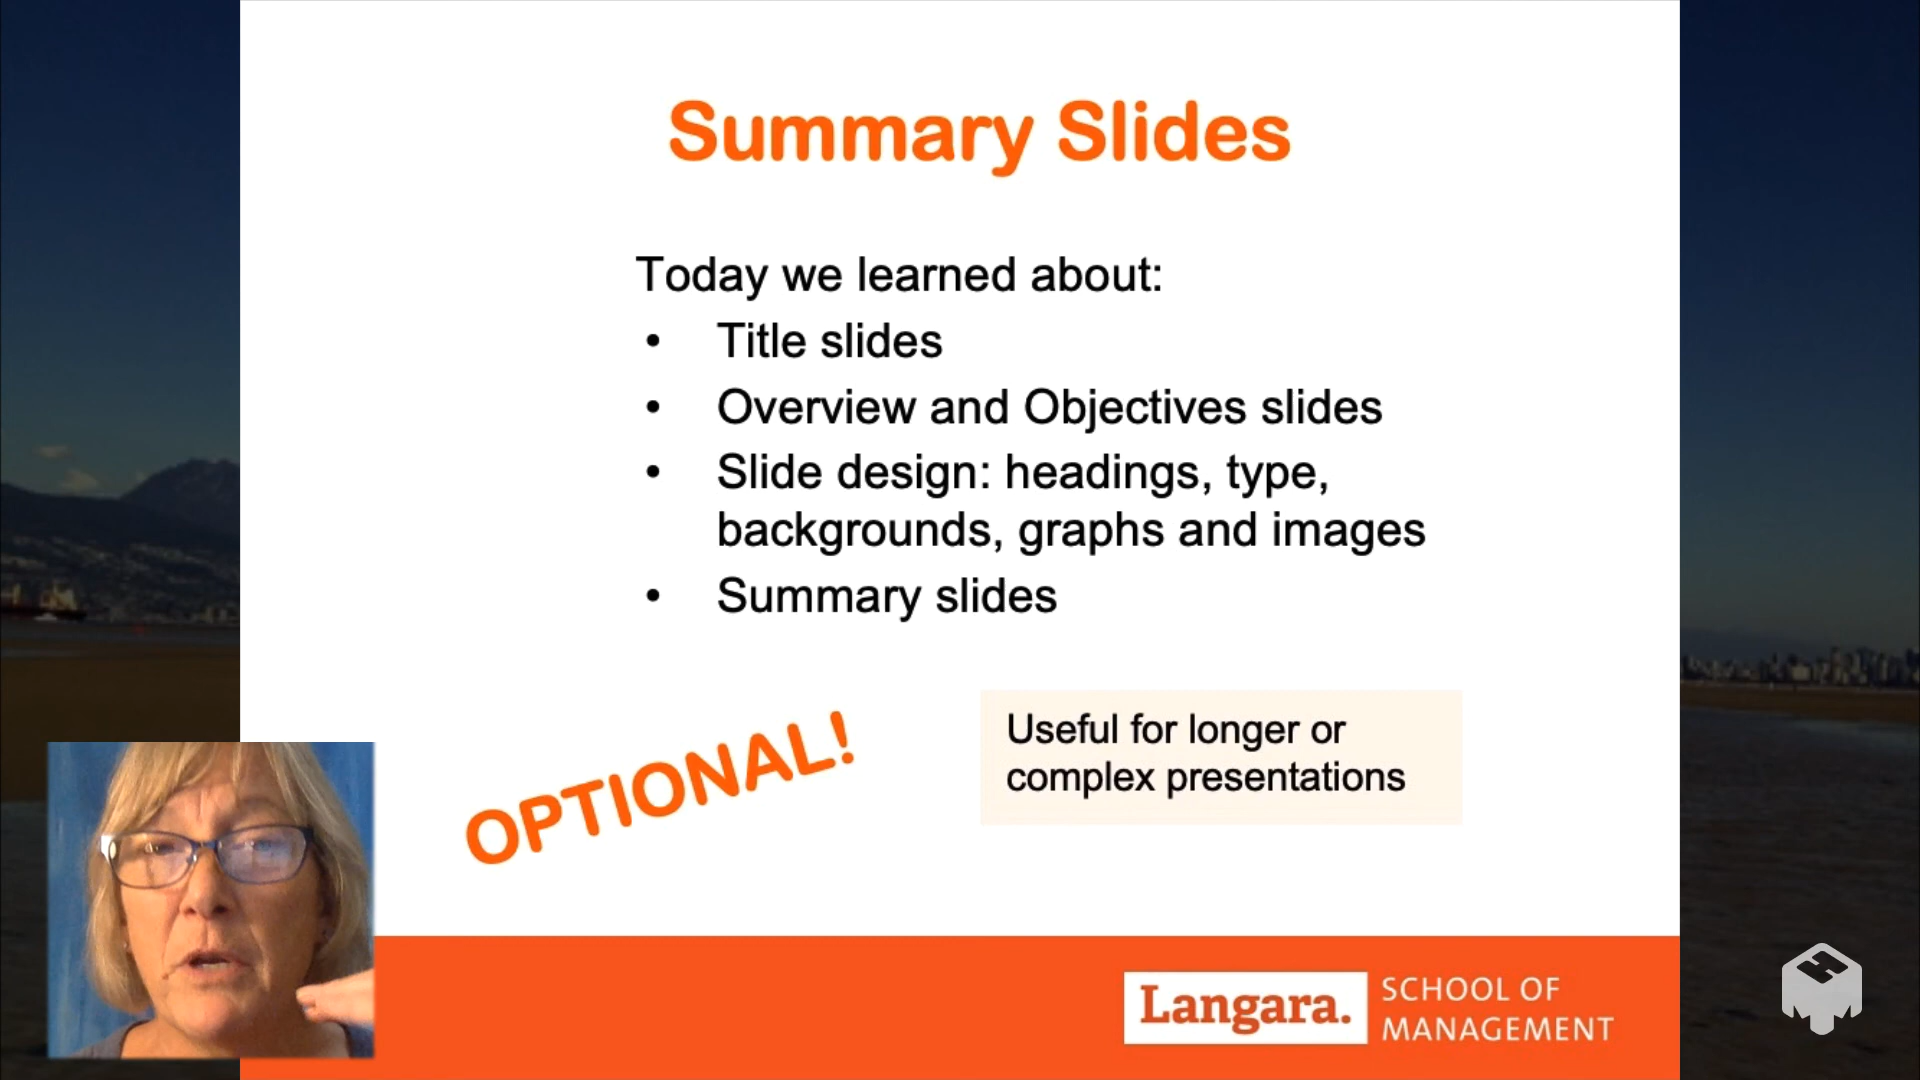 Summary Slides
Today we learned about:
• Title slides
• Overview and Objectives slides
• Slide design: headings, type,
backgrounds, graphs and images
• Summary slides
OPTIONAL!
Useful for longer or
complex presentations
Langara.
SCHOOL OF
MANAGEMENT